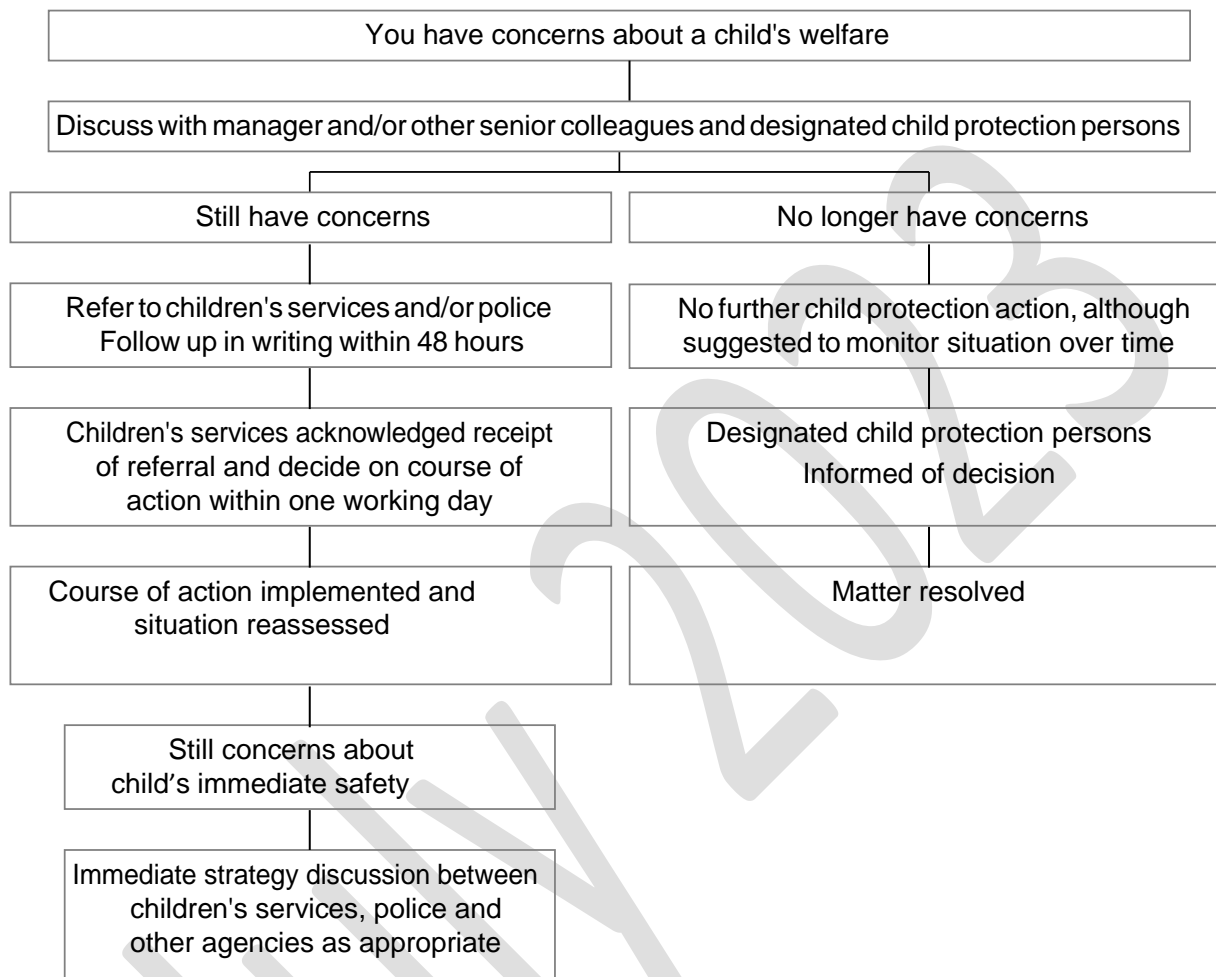 You have concerns about a child's welfare
Discuss with manager and/or other senior colleagues and designated child protection persons
Still have concerns
No longer have concerns
Refer to children's services and/or police
Follow up in writing within 48 hours
No further child protection action, although
suggested to monitor situation over time
Children's services acknowledged receipt
of referral and decide on course of
action within one working day
Designated child protection persons
Informed of decision
Course of action implemented and
situation reassessed
Matter resolved
Still concerns about
child’s immediate safety
Immediate strategy discussion between
children's services, police and
other agencies as appropriate
July 2023